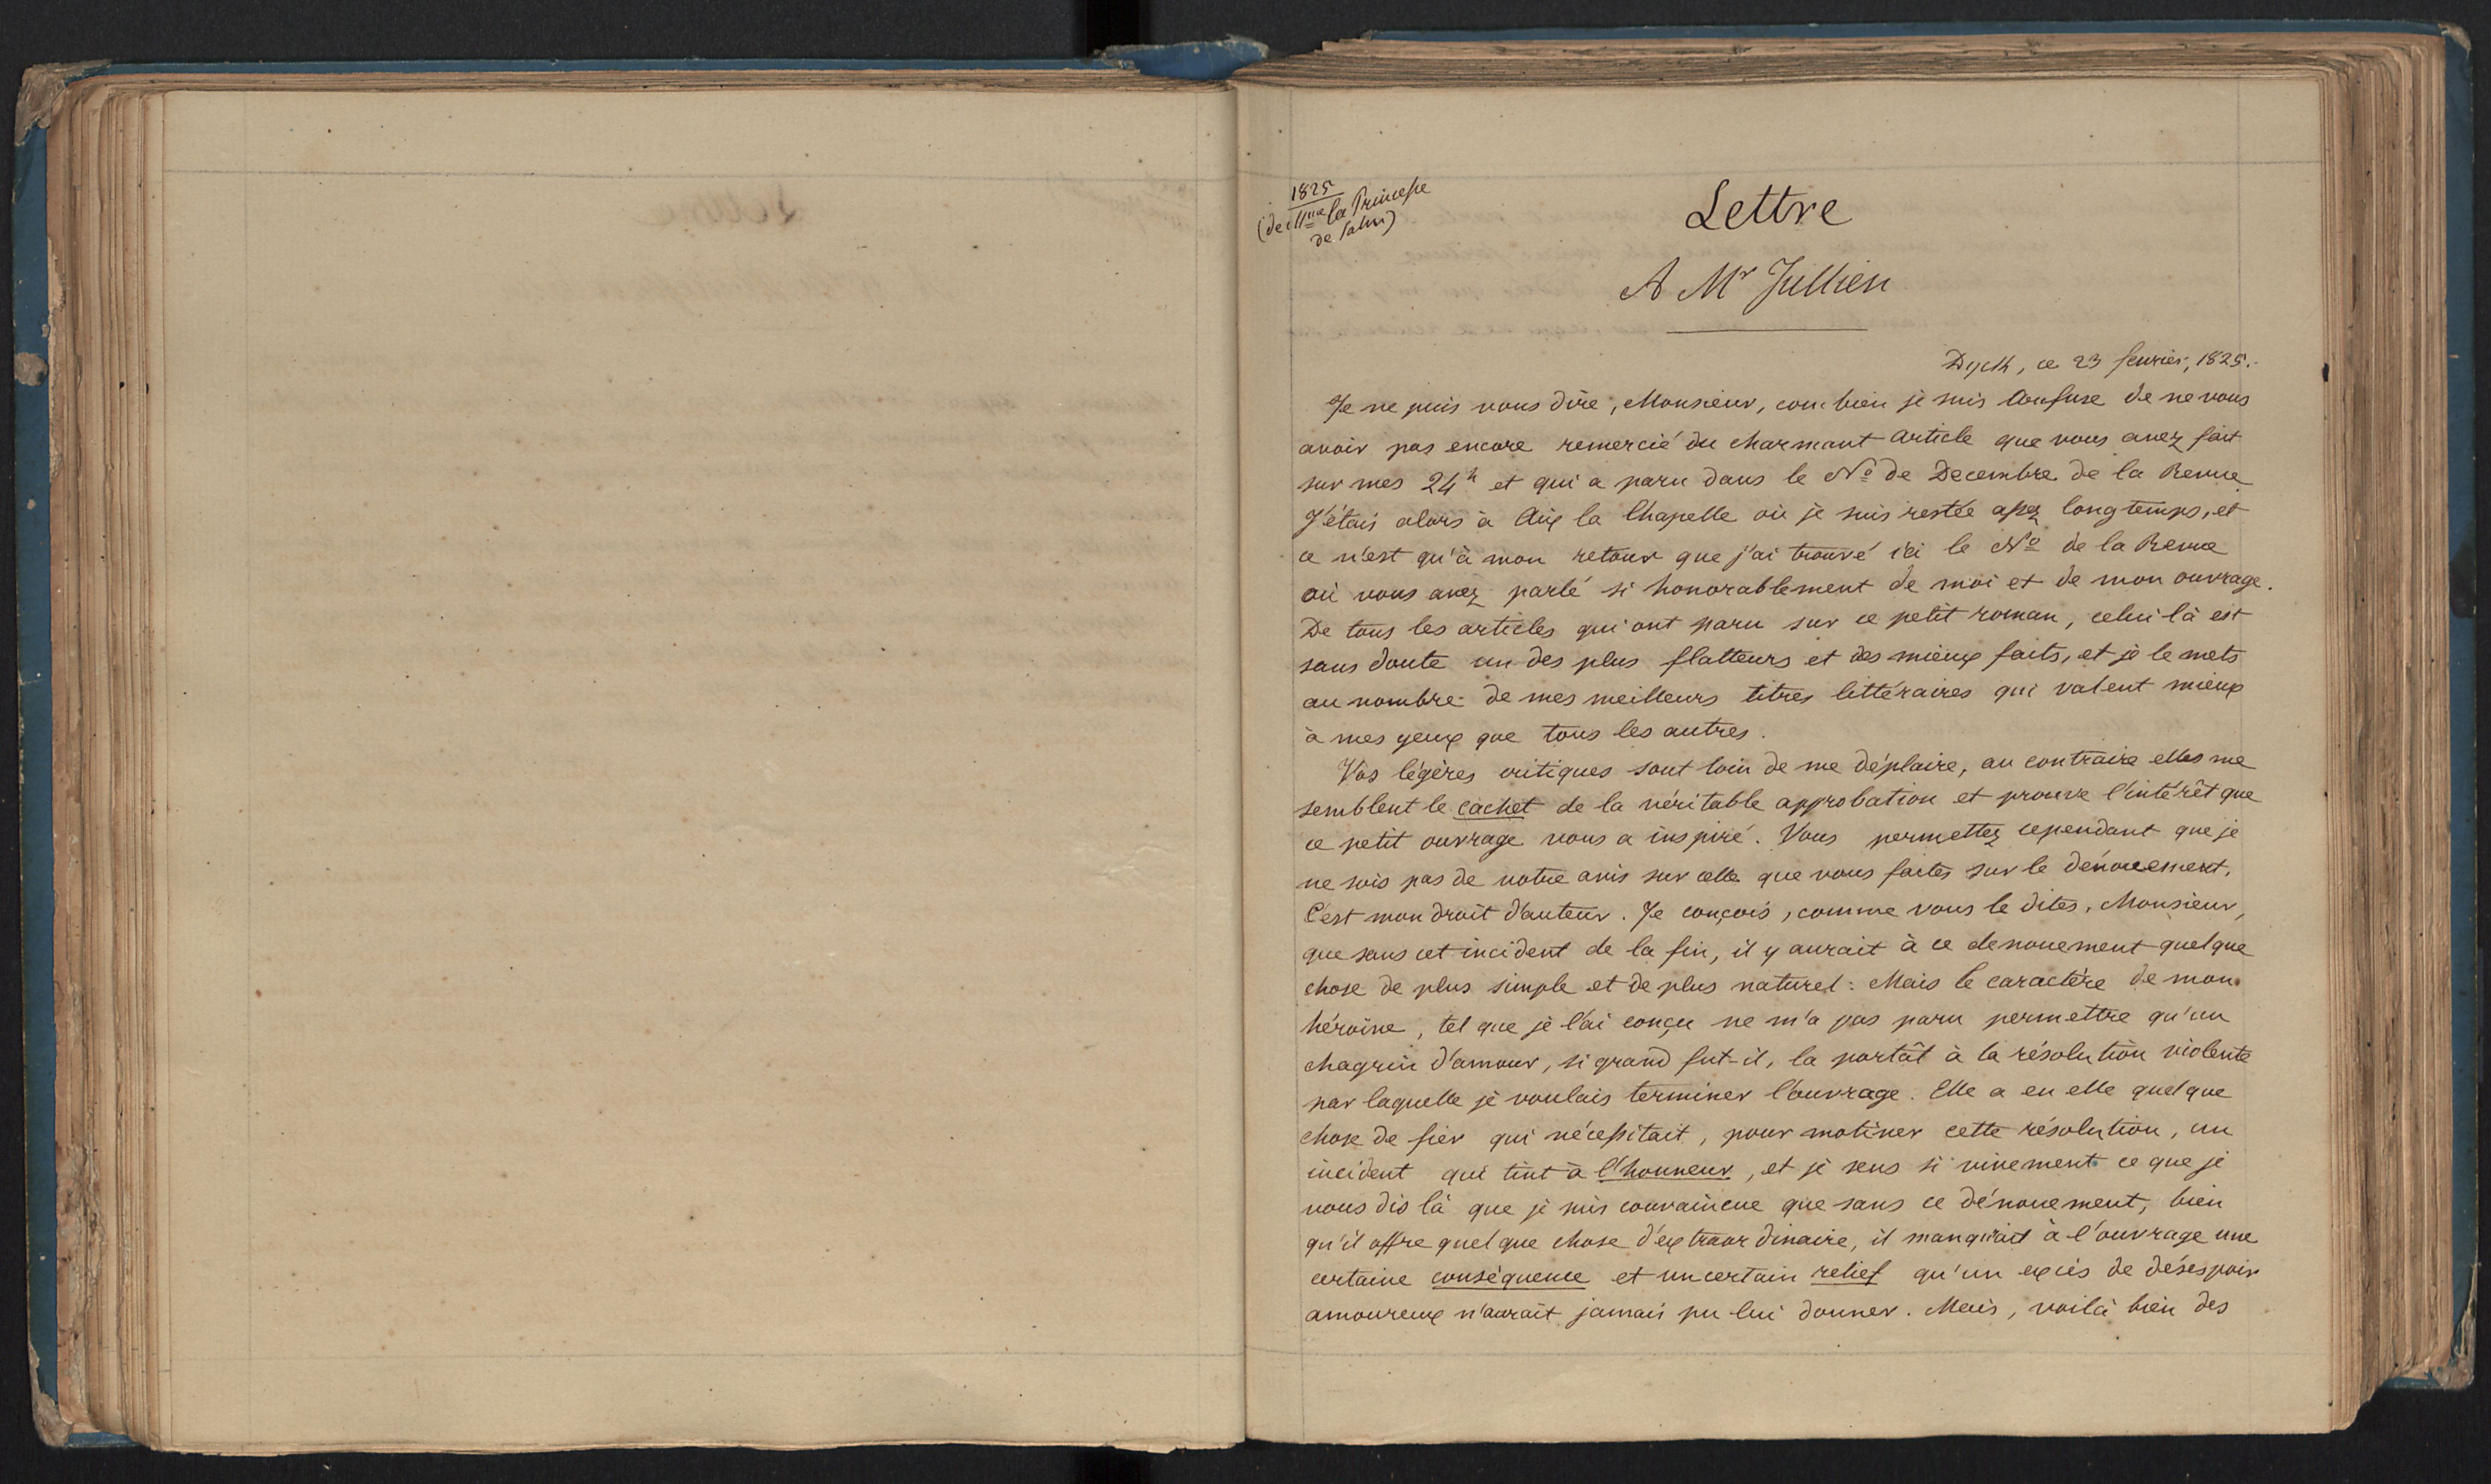 1825
(de Mme la Princesse
de Salm)
Lettre
A Mr Jullien
Dyck, ce 23 fevrier, 1825.
Je ne puis vous dire, Monsieur, combien je suis Confuse de ne vous
avoir pas encore remercié du charmant article que vous avez fait
sur mes 24h et qui a paru dans le No de Decembre de la Revue
J'étais alors à Aix la Chapelle où je suis restée assez longtemps, et
ce n'est qu'à mon retour que j'ai trouvé ici le No de la Revue
où vous avez parlé si honorablement de moi et de mon ouvrage.
De tous les articles qui ont paru sur ce petit roman, celui là est
sans doute un des plus flatteurs et des mieux faits, et je le mets
au nombre de mes meilleurs titres littéraires qui valent mieux
à mes yeux que tous les autres.
Vos légères critiques sont loin de me déplaire, au contraire elles me
semblent le cachet de la véritable approbation et prouve l'intérêt que
ce petit ouvrage vous a inspiré. Vous permettez cependant que je
ne sois pas de votre avis sur celle que vous faites sur le dénouement.
C'est mon droit d'auteur. Je conçois, comme vous le dites, Monsieur,
que sans cet incident de la fin, il y aurait à ce denouement quelque
chose de plus simple et de plus naturel : Mais le caractère de mon
héroïne, tel que je l'ai conçu ne m'a pas paru permettre qu'un
chagrin d'amour, si grand fut-il, la portât à la résolution violente
par laquelle je voulais terminer l'ouvrage. Elle a en elle quelque
chose de fier qui nécessitait, pour motiver cette résolution, un
incident qui tint à l'honneur, et je sens si vivement ce que je
vous dis là que je suis convaincue que sans ce dénouement, bien
qu'il offre quelque chose d'extraordinaire, il manquait à l'ouvrage une
certaine conséquence et un certain relief qu'un excès de désespoir
amoureux n'aurait jamais pu lui donner. Mais, voilà bien des